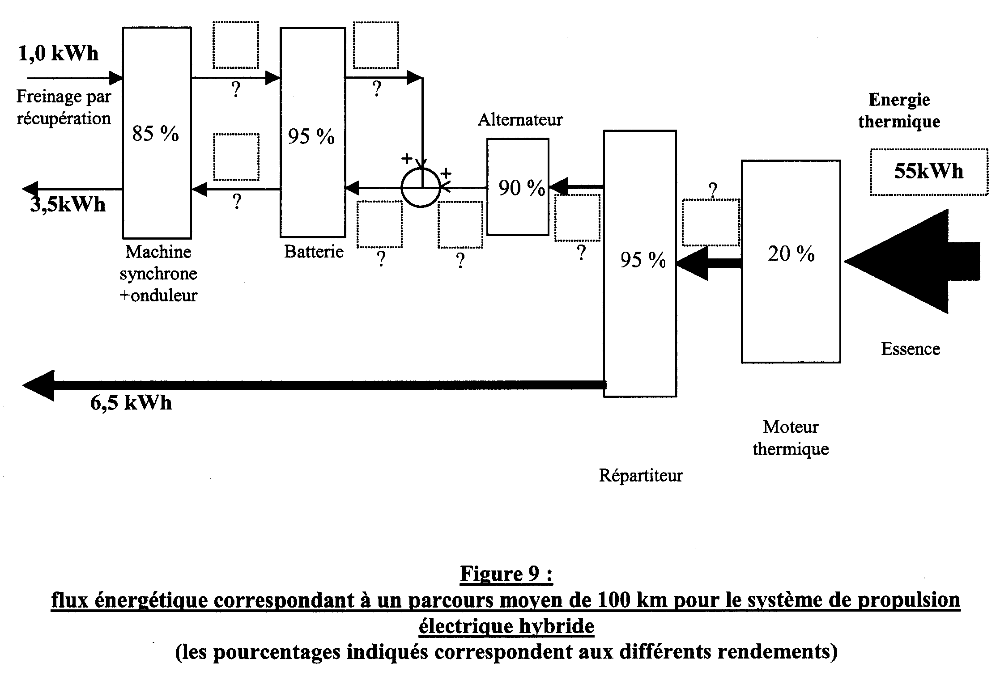 1,0 kWh
Freinage par
récupération
85 %
?
95 %
?
+
+
?
3,5kWh
Machine
synchrone
+onduleur
Batterie
?
?
Alternateur
90 %
?
95 %
?
20 %
Energie
thermique
55kWh
Essence
6,5 kWh
Moteur
thermique
Répartiteur
Figure 9 :
flux énergétique correspondant à un parcours moyen de 100 km pour le système de propulsion
électrique hybride
(les pourcentages indiqués correspondent aux différents rendements)